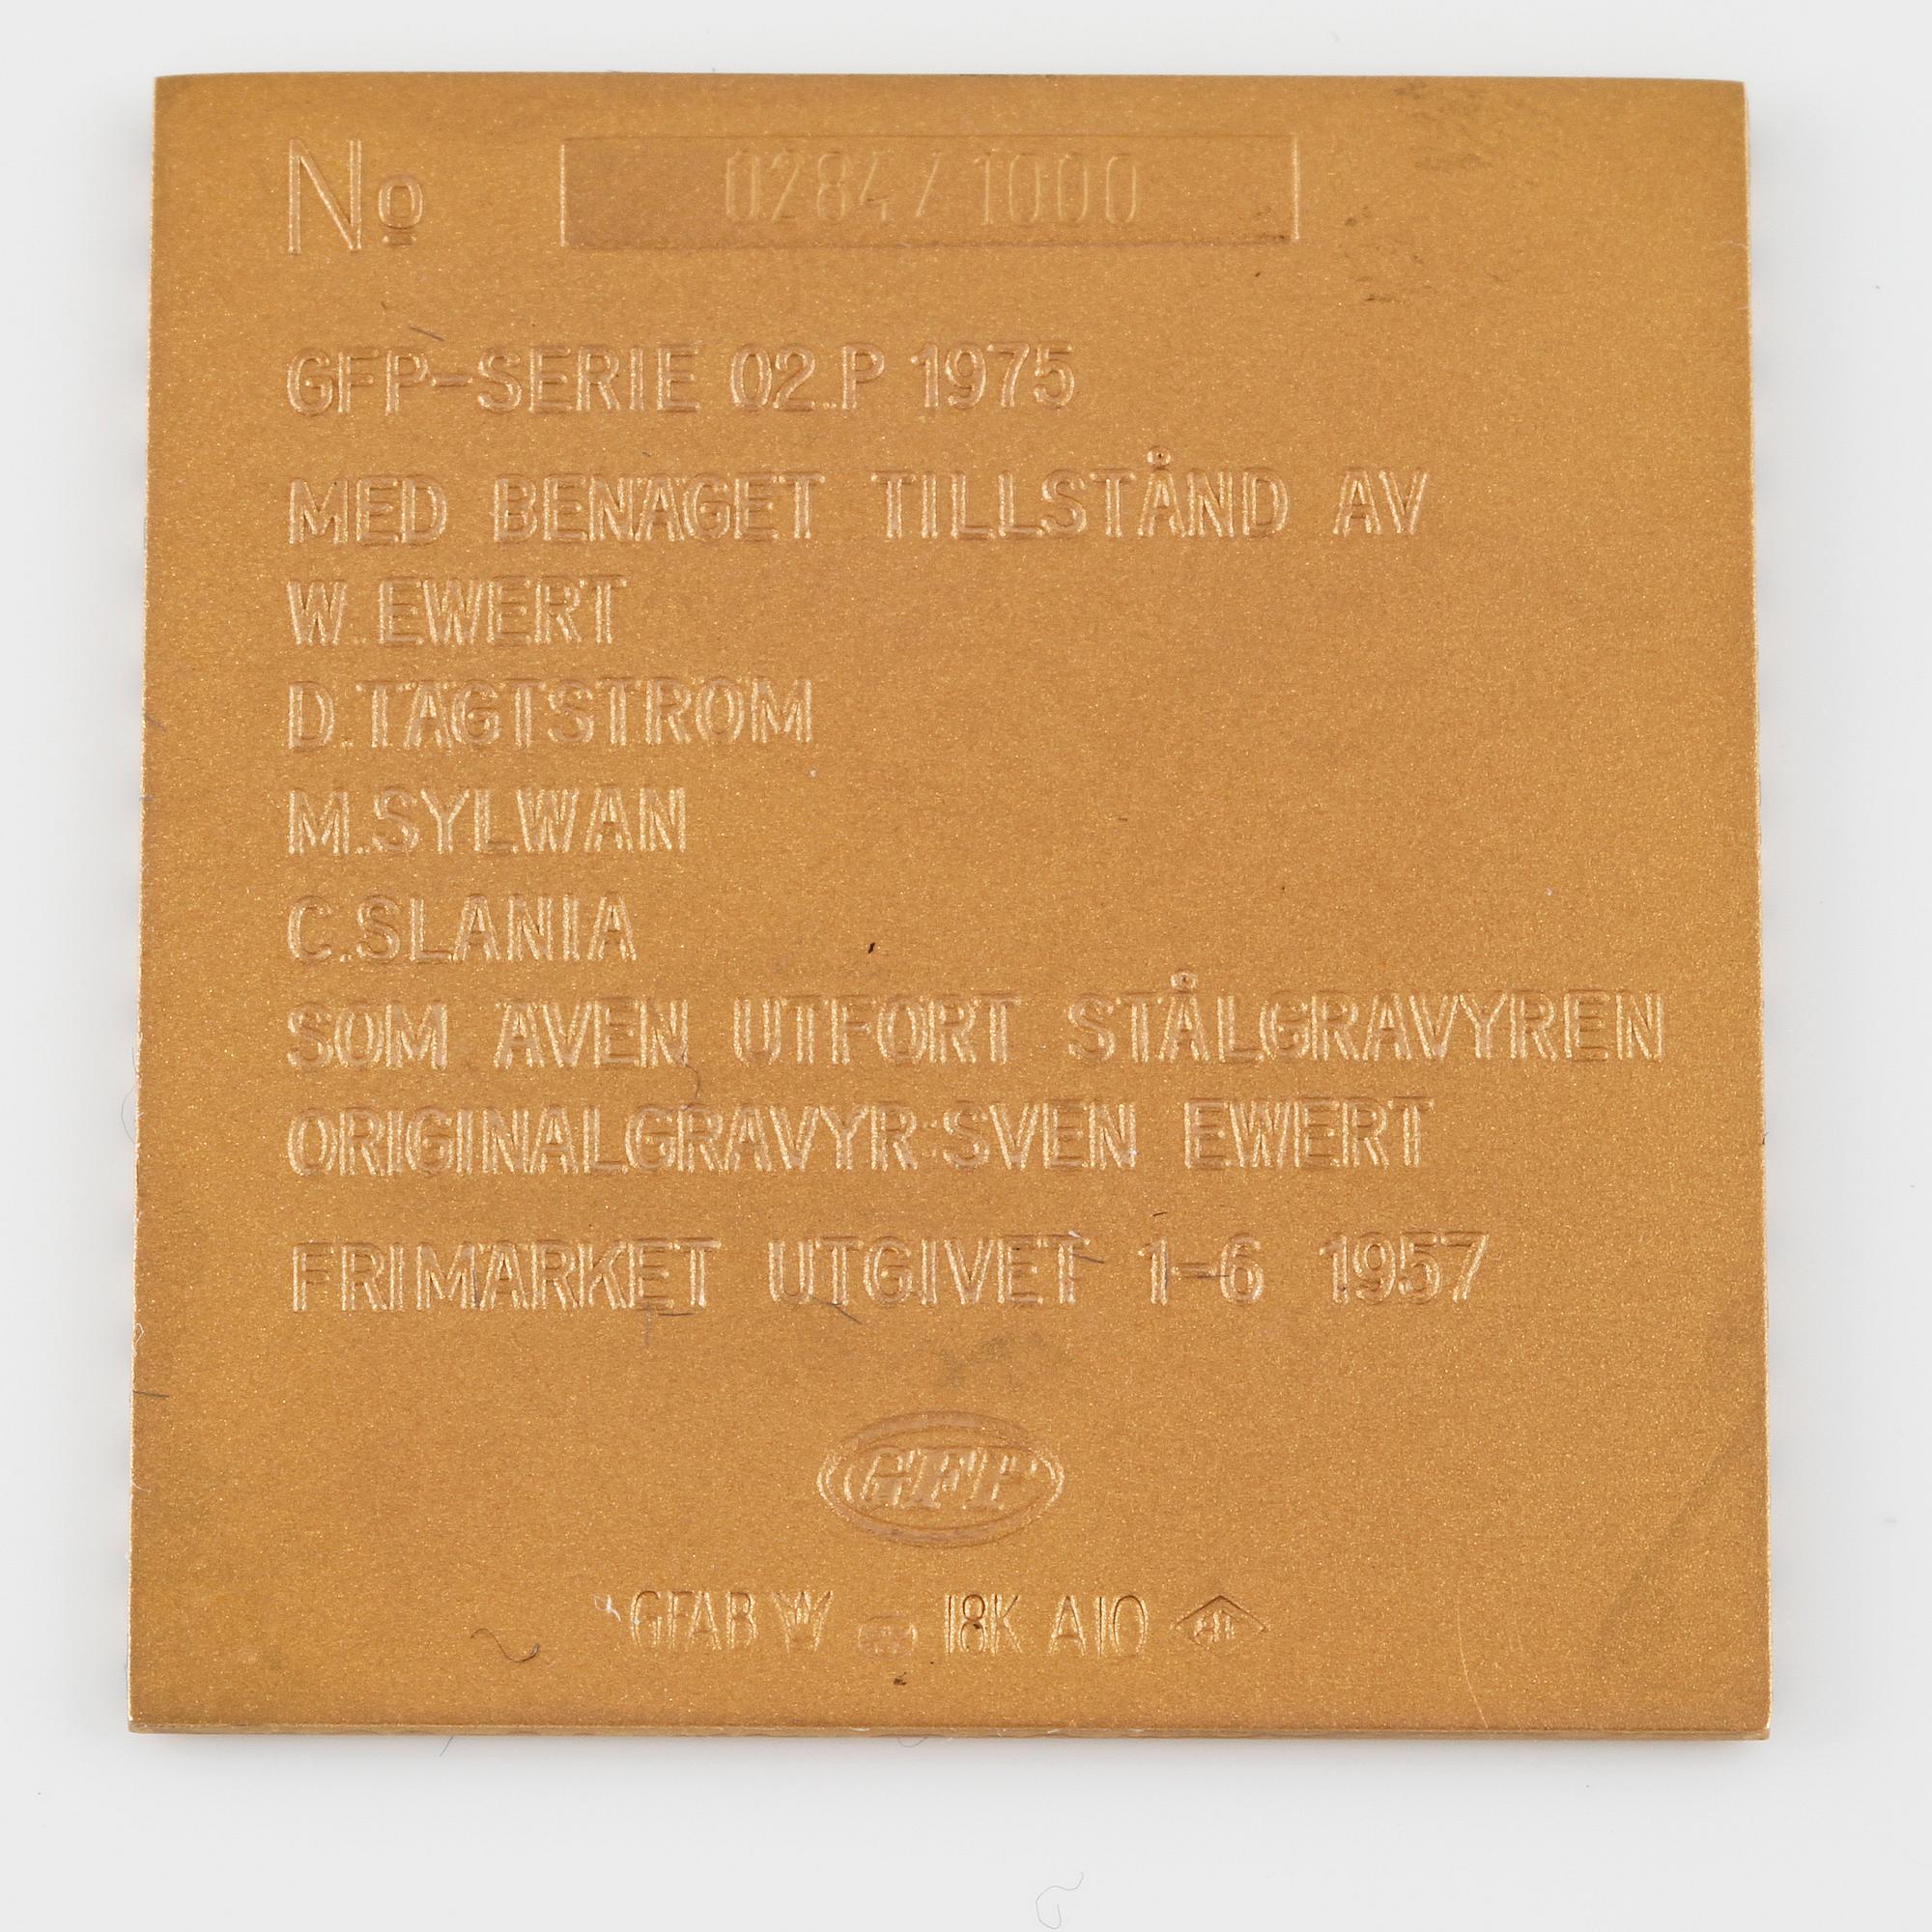 No 0284/1000
GFP-SERIE 02.P 1975
MED BENÄGET TILLSTÅND AV
W. EWERT
D.TÄGTSTRÖM
M.SYLWAN
C.SLANIA
SOM ÄVEN UTFÖRT STÅLGRAVYREN
ORIGINALGRAVYR:SVEN EWERT
FRIMÄRKET UTGIVET 1-6 1957
GFP
GFAB 18K A10